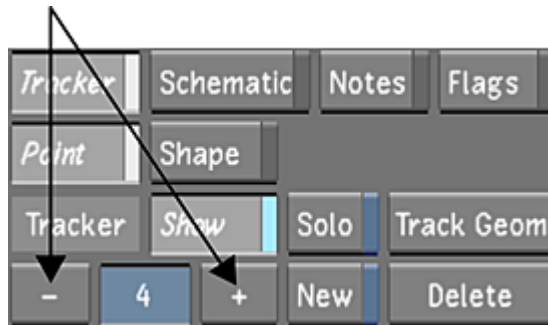 Tracker Schematic Notes Flags
Point Shape
Tracker Show Solo Track Geom
- 4 + New Delete